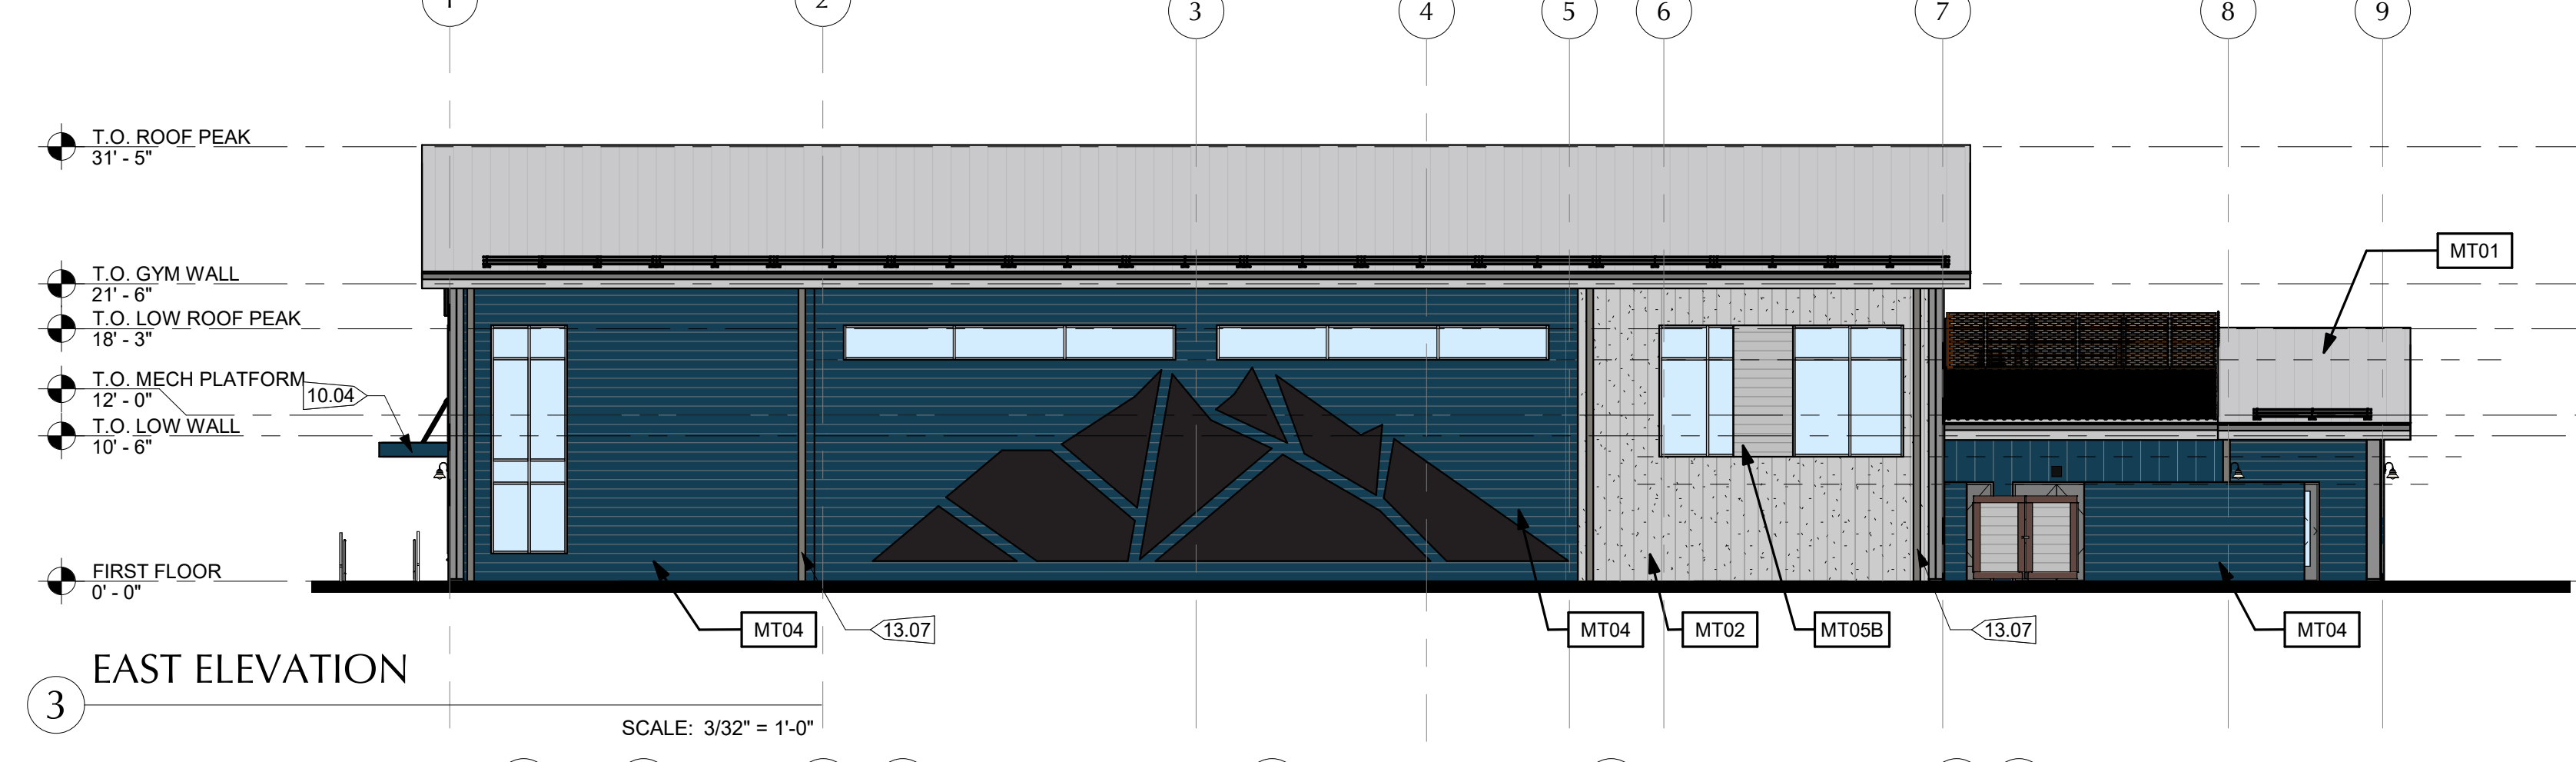 1 2 3 4 5 6 7 8 9
T.O. ROOF PEAK
31' - 5"
T.O. GYM WALL
21' - 6"
MT01
T.O. LOW ROOF PEAK
18' - 3"
T.O. MECH PLATFORM
12' - 0"
10.04
T.O. LOW WALL
10' - 6"
FIRST FLOOR
0' - 0"
MT04 13.07 MT04 MT02 MT05B 13.07 MT04
EAST ELEVATION
3
SCALE: 3/32" = 1'-0"